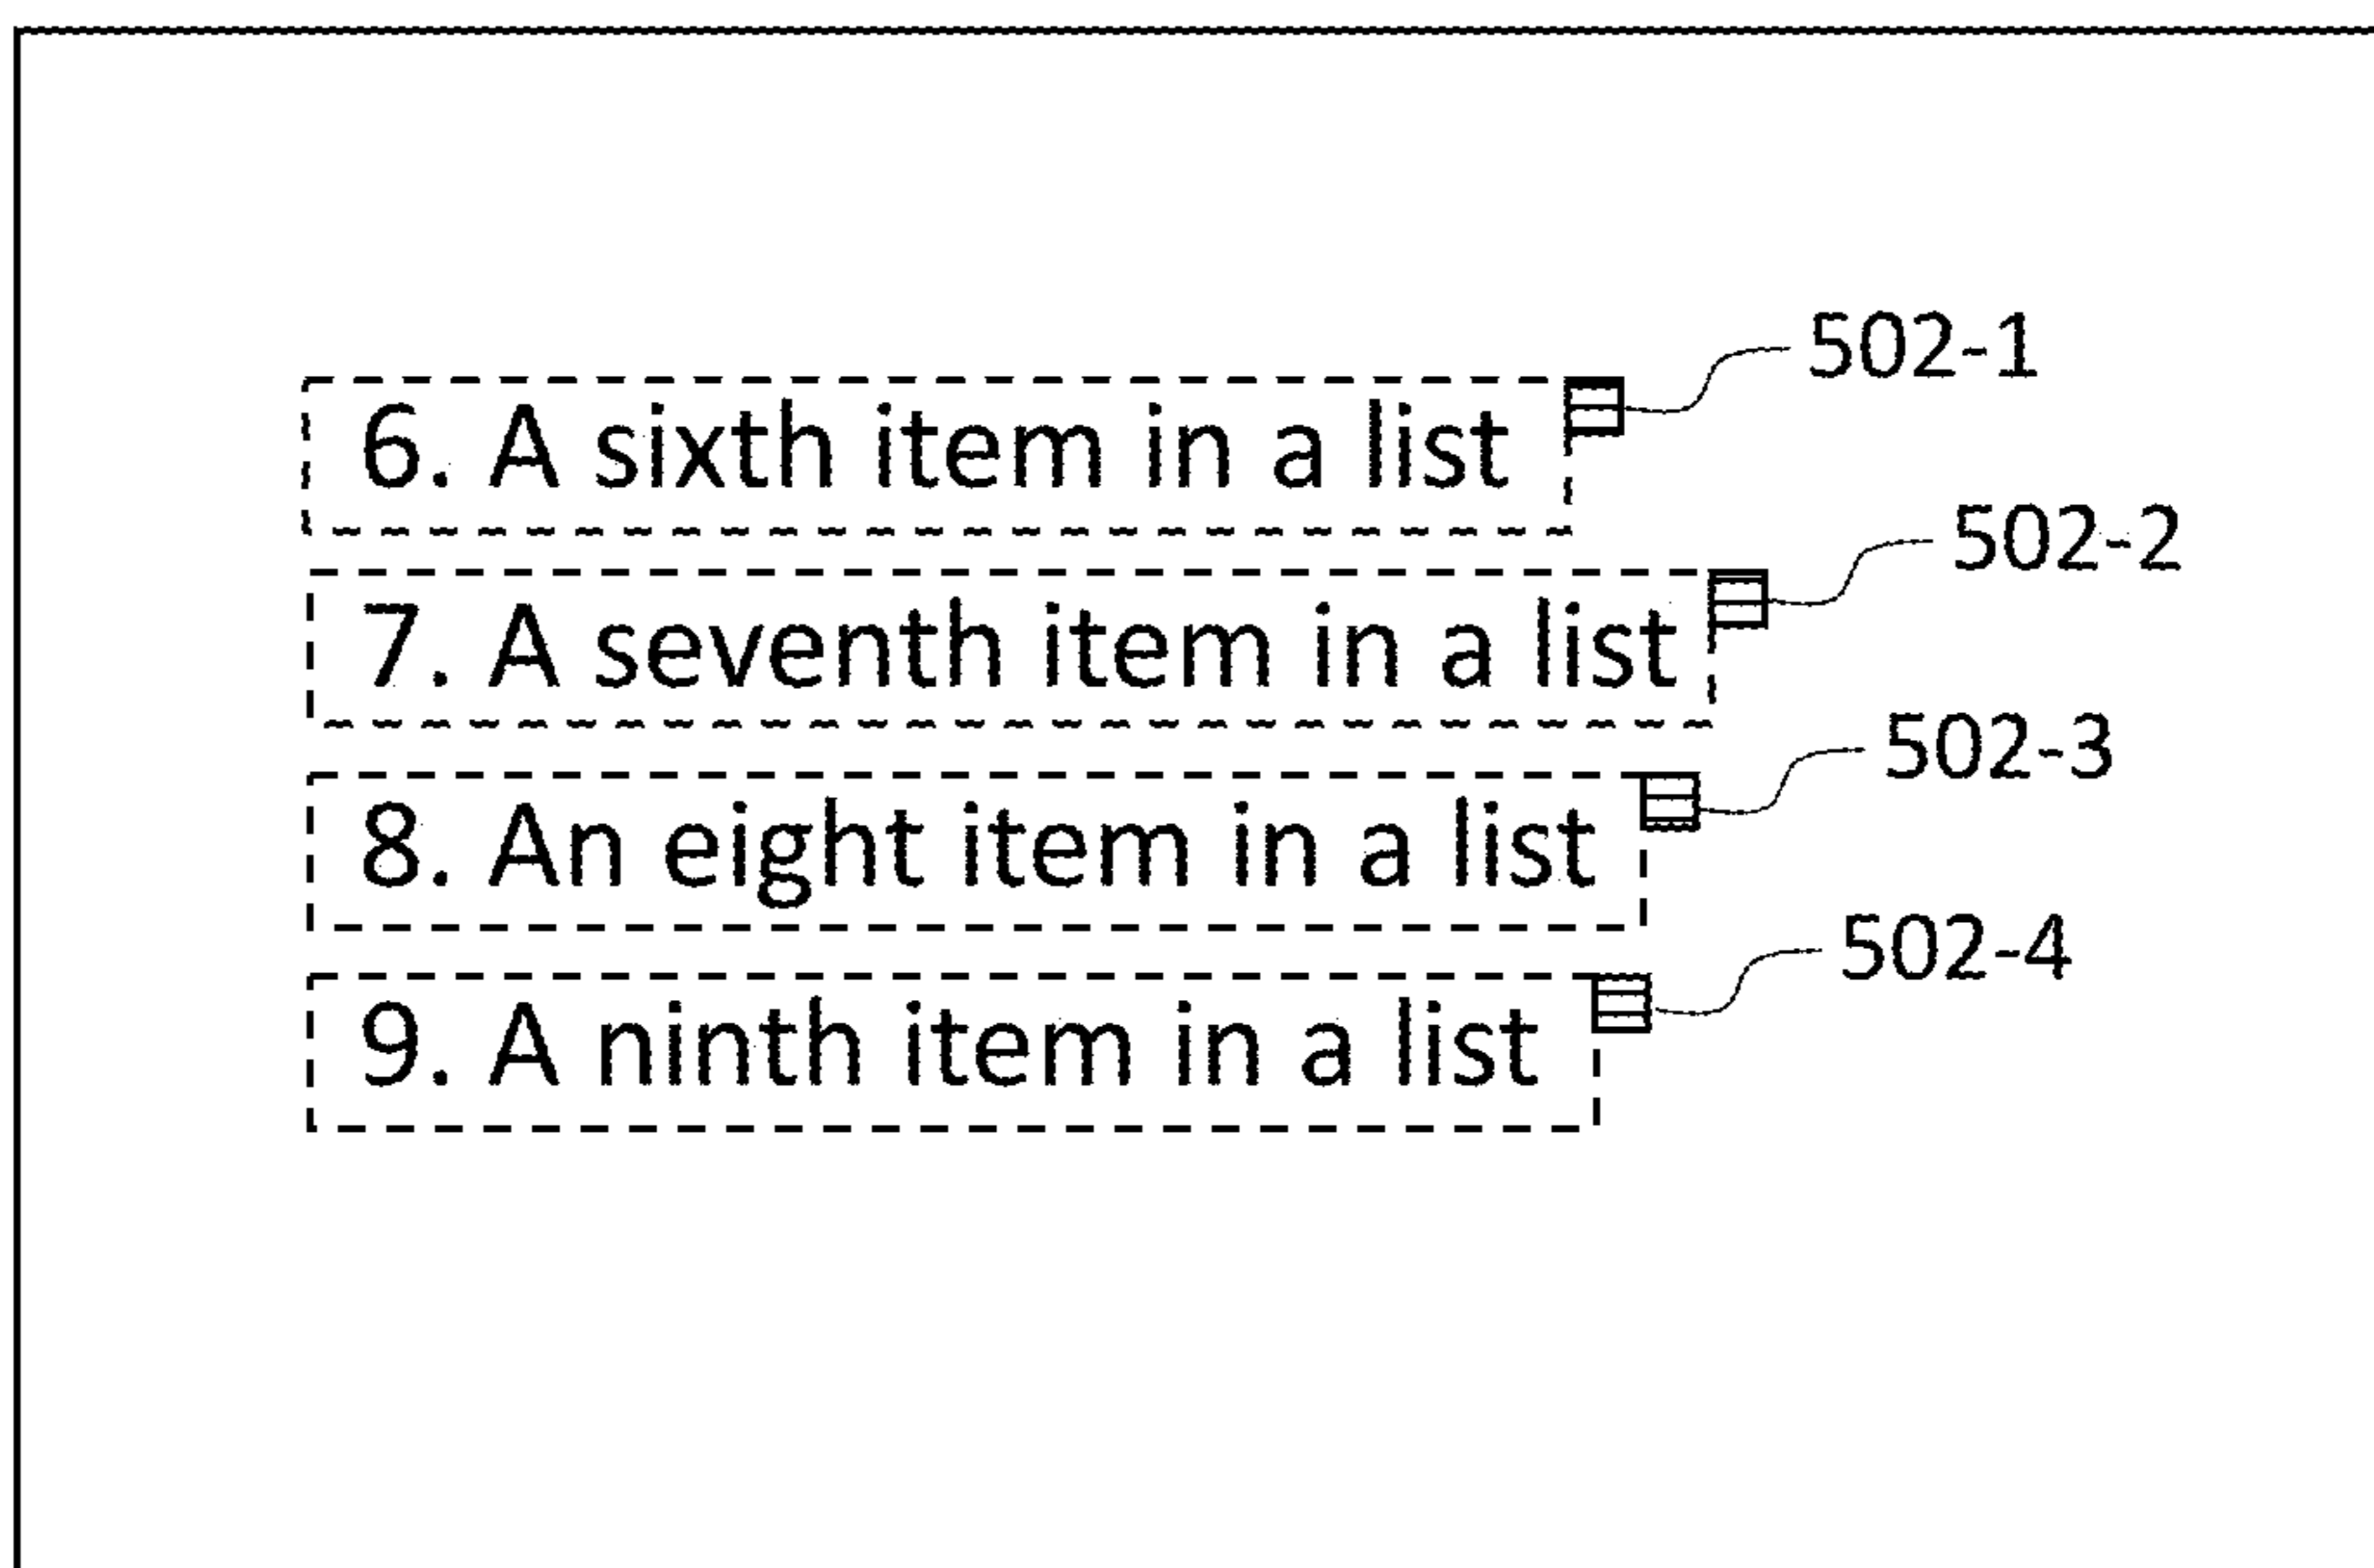 502-1
6. A sixth item in a list
502-2
7. A seventh item in a list
502-3
8. An eight item in a list
502-4
9. A ninth item in a list